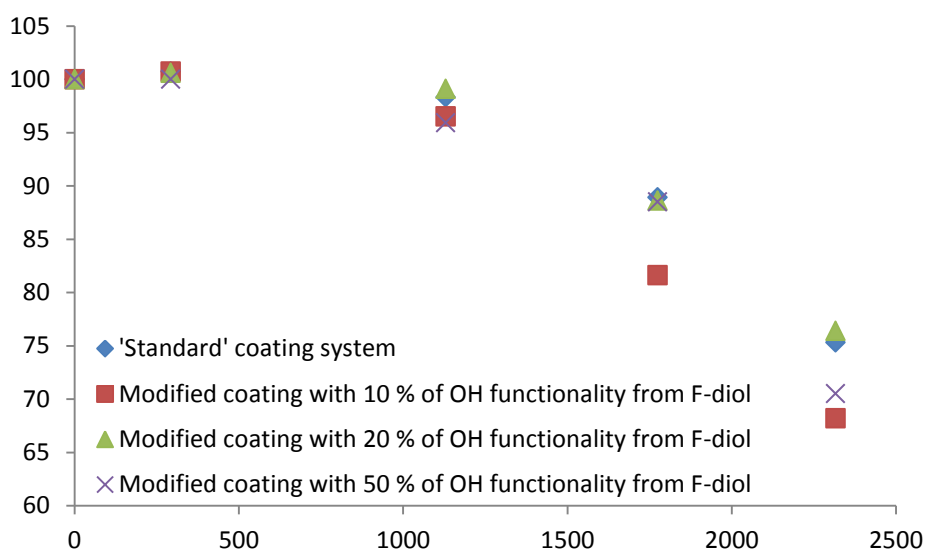 105
100
95
90
85
80
75
70
65
60
'Standard' coating system
Modified coating with 10 % of OH functionality from F-diol
Modified coating with 20 % of OH functionality from F-diol
Modified coating with 50 % of OH functionality from F-diol
0 500 1000 1500 2000 2500